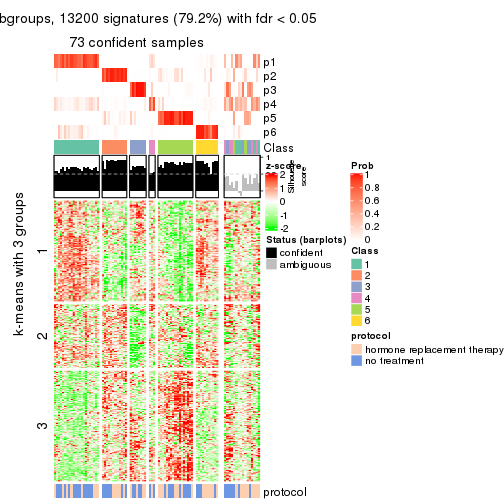 bgroups, 13200 signatures (79.2%) with fdr < 0.05
73 confident samples
p1
p2
p3
p4
p5
p6
Class
1
2
z-score
2
1
0
-1
-2
Silhouette
score
Status (barplots)
confident
ambiguous
Prob
1
0.8
0.6
0.4
0.2
0
Class
1
2
3
4
5
6
protocol
hormone replacement therapy
no treatment
k-means with 3 groups
1
2
3
protocol